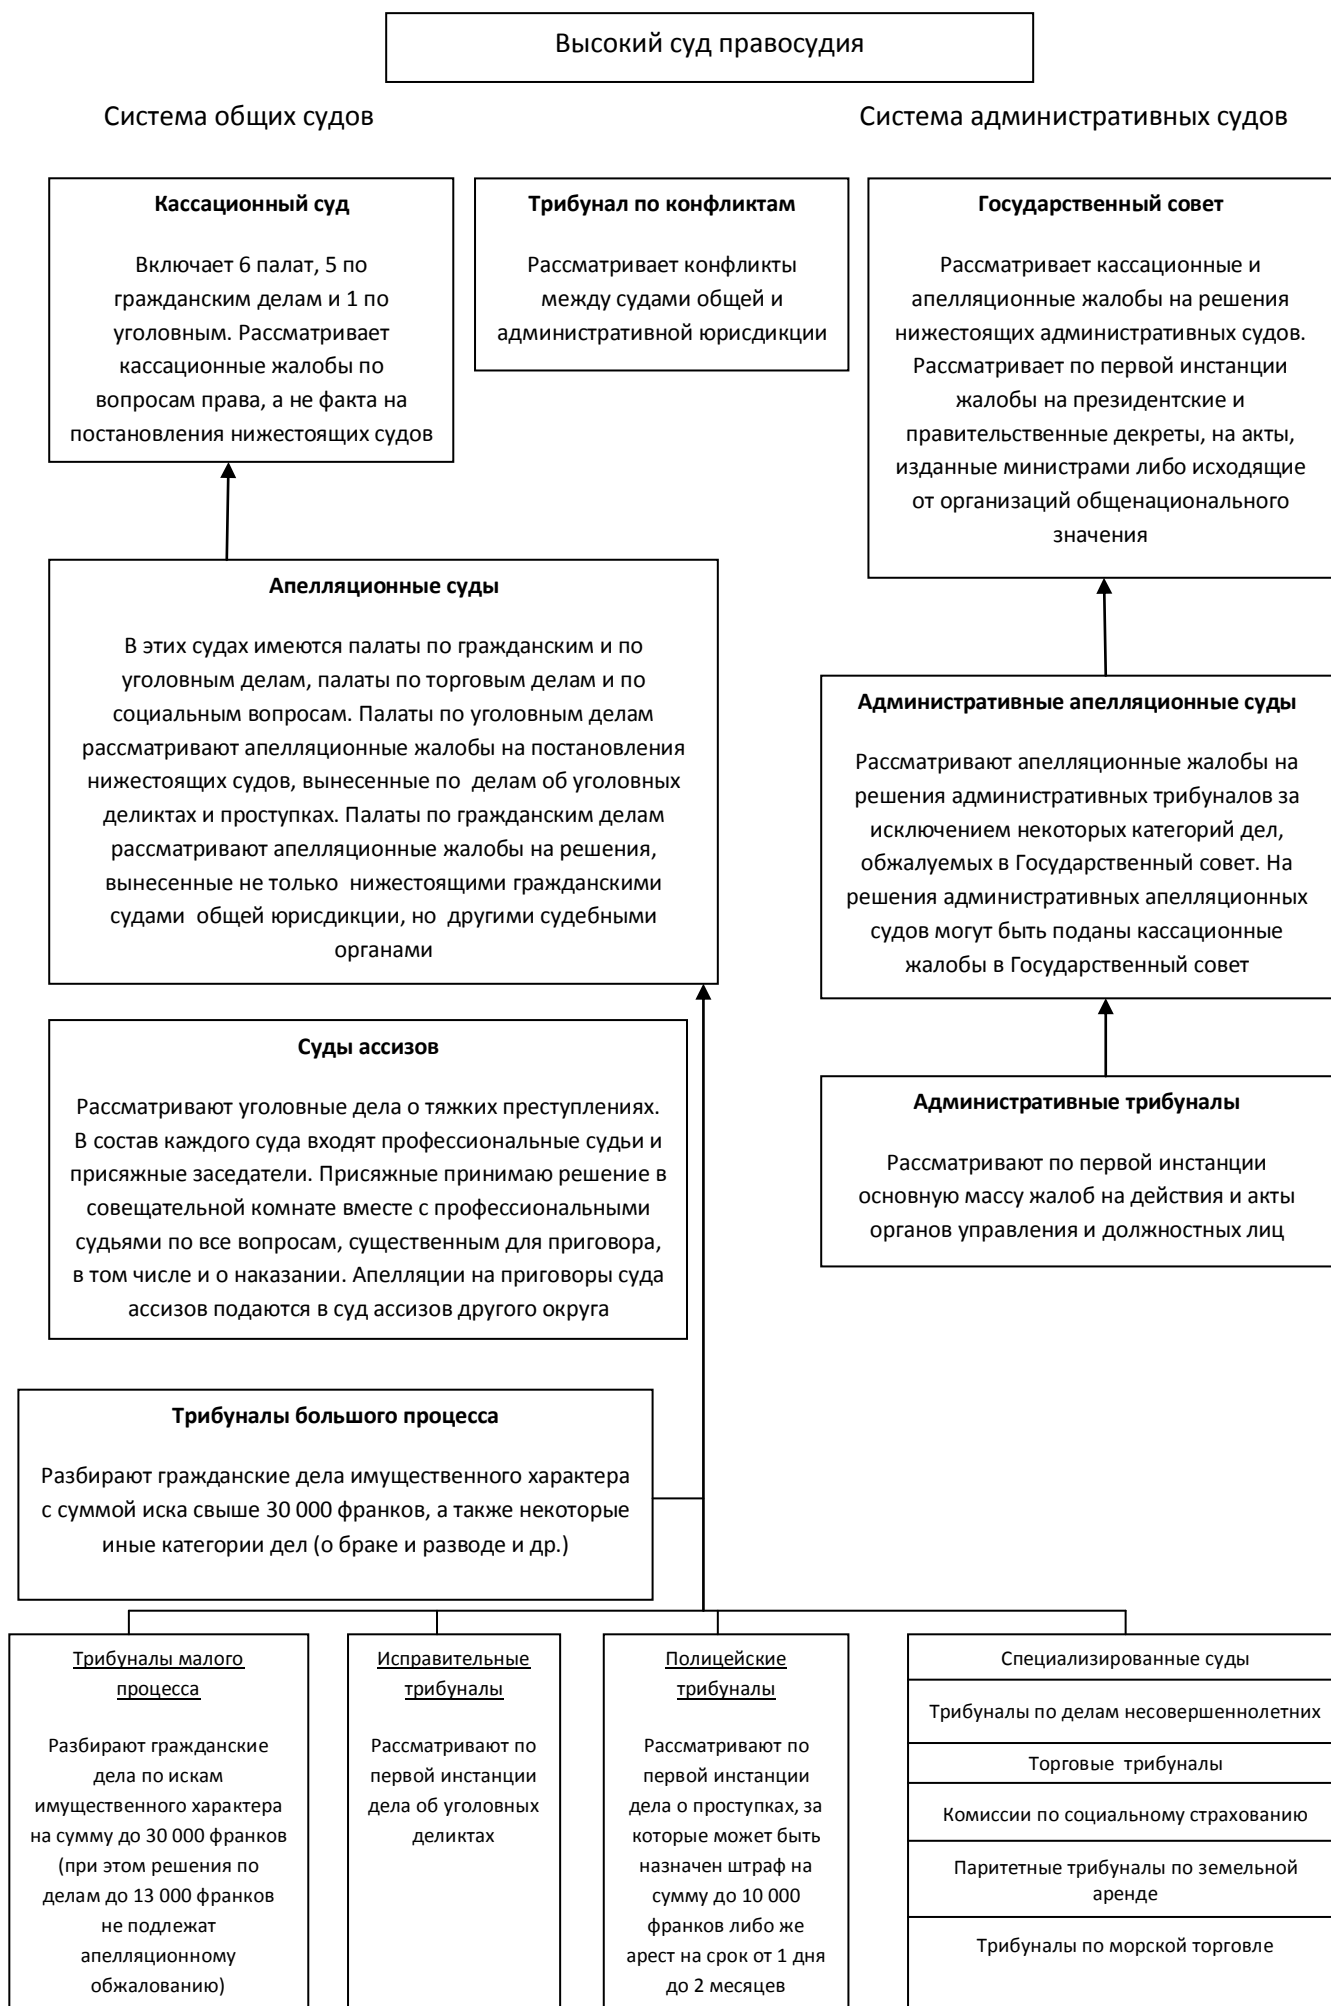 Высокий суд правосудия
Система общих судов
Система административных судов
Кассационный суд
Включает 6 палат, 5 по
гражданским делам и 1 по
уголовным. Рассматривает
кассационные жалобы по
вопросам права, а не факта на
постановления нижестоящих судов
Трибунал по конфликтам
Рассматривает конфликты
между судами общей и
административной юрисдикции
Государственный совет
Рассматривает кассационные и
апелляционные жалобы на решения
нижестоящих административных судов.
Рассматривает по первой инстанции
жалобы на президентские и
правительственные декреты, на акты,
изданные министрами либо исходящие
от организаций общенационального
значения
Апелляционные суды
В этих судах имеются палаты по гражданским и по
уголовным делам, палаты по торговым делам и по
социальным вопросам. Палаты по уголовным делам
рассматривают апелляционные жалобы на постановления
нижестоящих судов, вынесенные по  делам об уголовных
деликтах и проступках. Палаты по гражданским делам
рассматривают апелляционные жалобы на решения,
вынесенные не только  нижестоящими гражданскими
судами  общей юрисдикции, но  другими судебными
органами
Административные апелляционные суды
Рассматривают апелляционные жалобы на
решения административных трибуналов за
исключением некоторых категорий дел,
обжалуемых в Государственный совет. На
решения административных апелляционных
судов могут быть поданы кассационные
жалобы в Государственный совет
Суды ассизов
Рассматривают уголовные дела о тяжких преступлениях.
В состав каждого суда входят профессиональные судьи и
присяжные заседатели. Присяжные принимаю решение в
совещательной комнате вместе с профессиональными
судьями по все вопросам, существенным для приговора,
в том числе и о наказании. Апелляции на приговоры суда
ассизов подаются в суд ассизов другого округа
Административные трибуналы
Рассматривают по первой инстанции
основную массу жалоб на действия и акты
органов управления и должностных лиц
Трибуналы большого процесса
Разбирают гражданские дела имущественного характера
с суммой иска свыше 30 000 франков, а также некоторые
иные категории дел (о браке и разводе и др.)
Трибуналы малого
процесса
Разбирают гражданские
дела по искам
имущественного характера
на сумму до 30 000 франков
(при этом решения по
делам до 13 000 франков
не подлежат
апелляционному
обжалованию)
Исправительные
трибуналы
Рассматривают по
первой инстанции
дела об уголовных
деликтах
Полицейские
трибуналы
Рассматривают по
первой инстанции
дела о проступках, за
которые может быть
назначен штраф на
сумму до 10 000
франков либо же
арест на срок от 1 дня
до 2 месяцев
Специализированные суды
Трибуналы по делам несовершеннолетних
Торговые  трибуналы
Комиссии по социальному страхованию
Паритетные трибуналы по земельной
аренде
Трибуналы по морской торговле